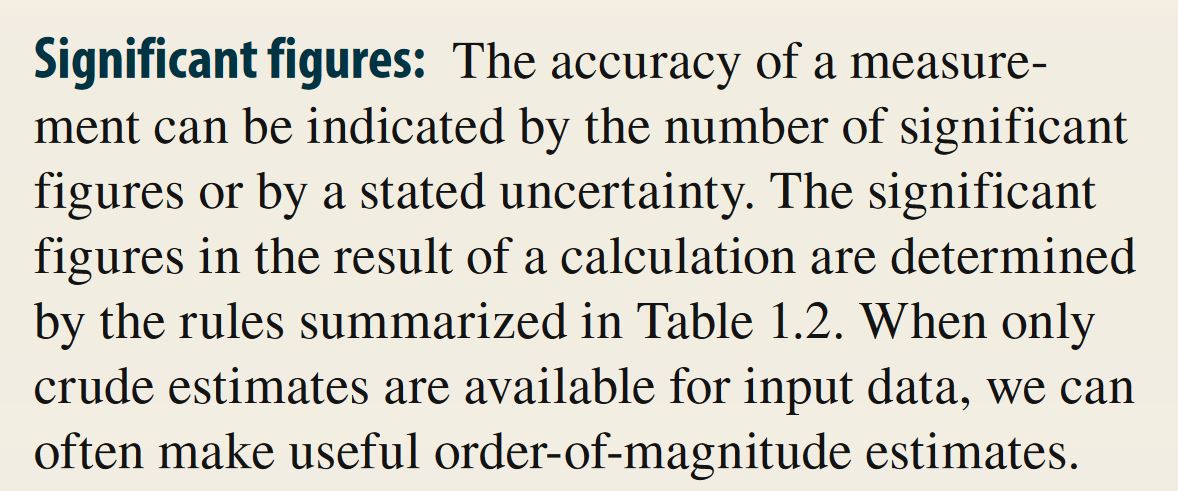 Significant figures: The accuracy of a measure-
ment can be indicated by the number of significant
figures or by a stated uncertainty. The significant
figures in the result of a calculation are determined
by the rules summarized in Table 1.2. When only
crude estimates are available for input data, we can
often make useful order-of-magnitude estimates.